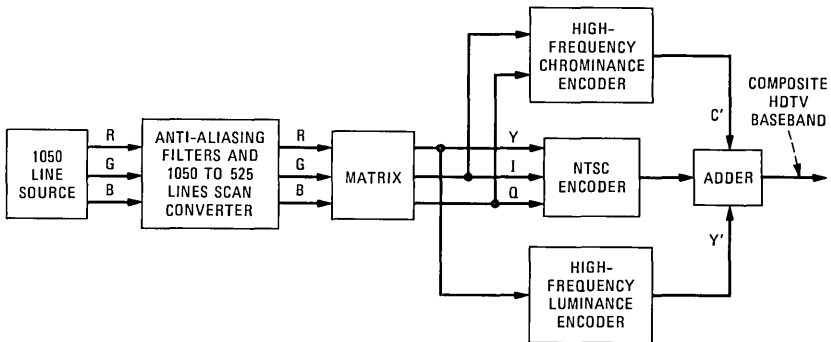 1050
LINE
SOURCE
R
G
B
ANTI-ALIASING
FILTERS AND
1050 TO 525
LINES SCAN
CONVERTER
R
G
B
MATRIX
Y
I
Q
HIGH-
FREQUENCY
CHROMINANCE
ENCODER
NTSC
ENCODER
HIGH-
FREQUENCY
LUMINANCE
ENCODER
C'
ADDER
Y'
COMPOSITE
HDTV
BASEBAND